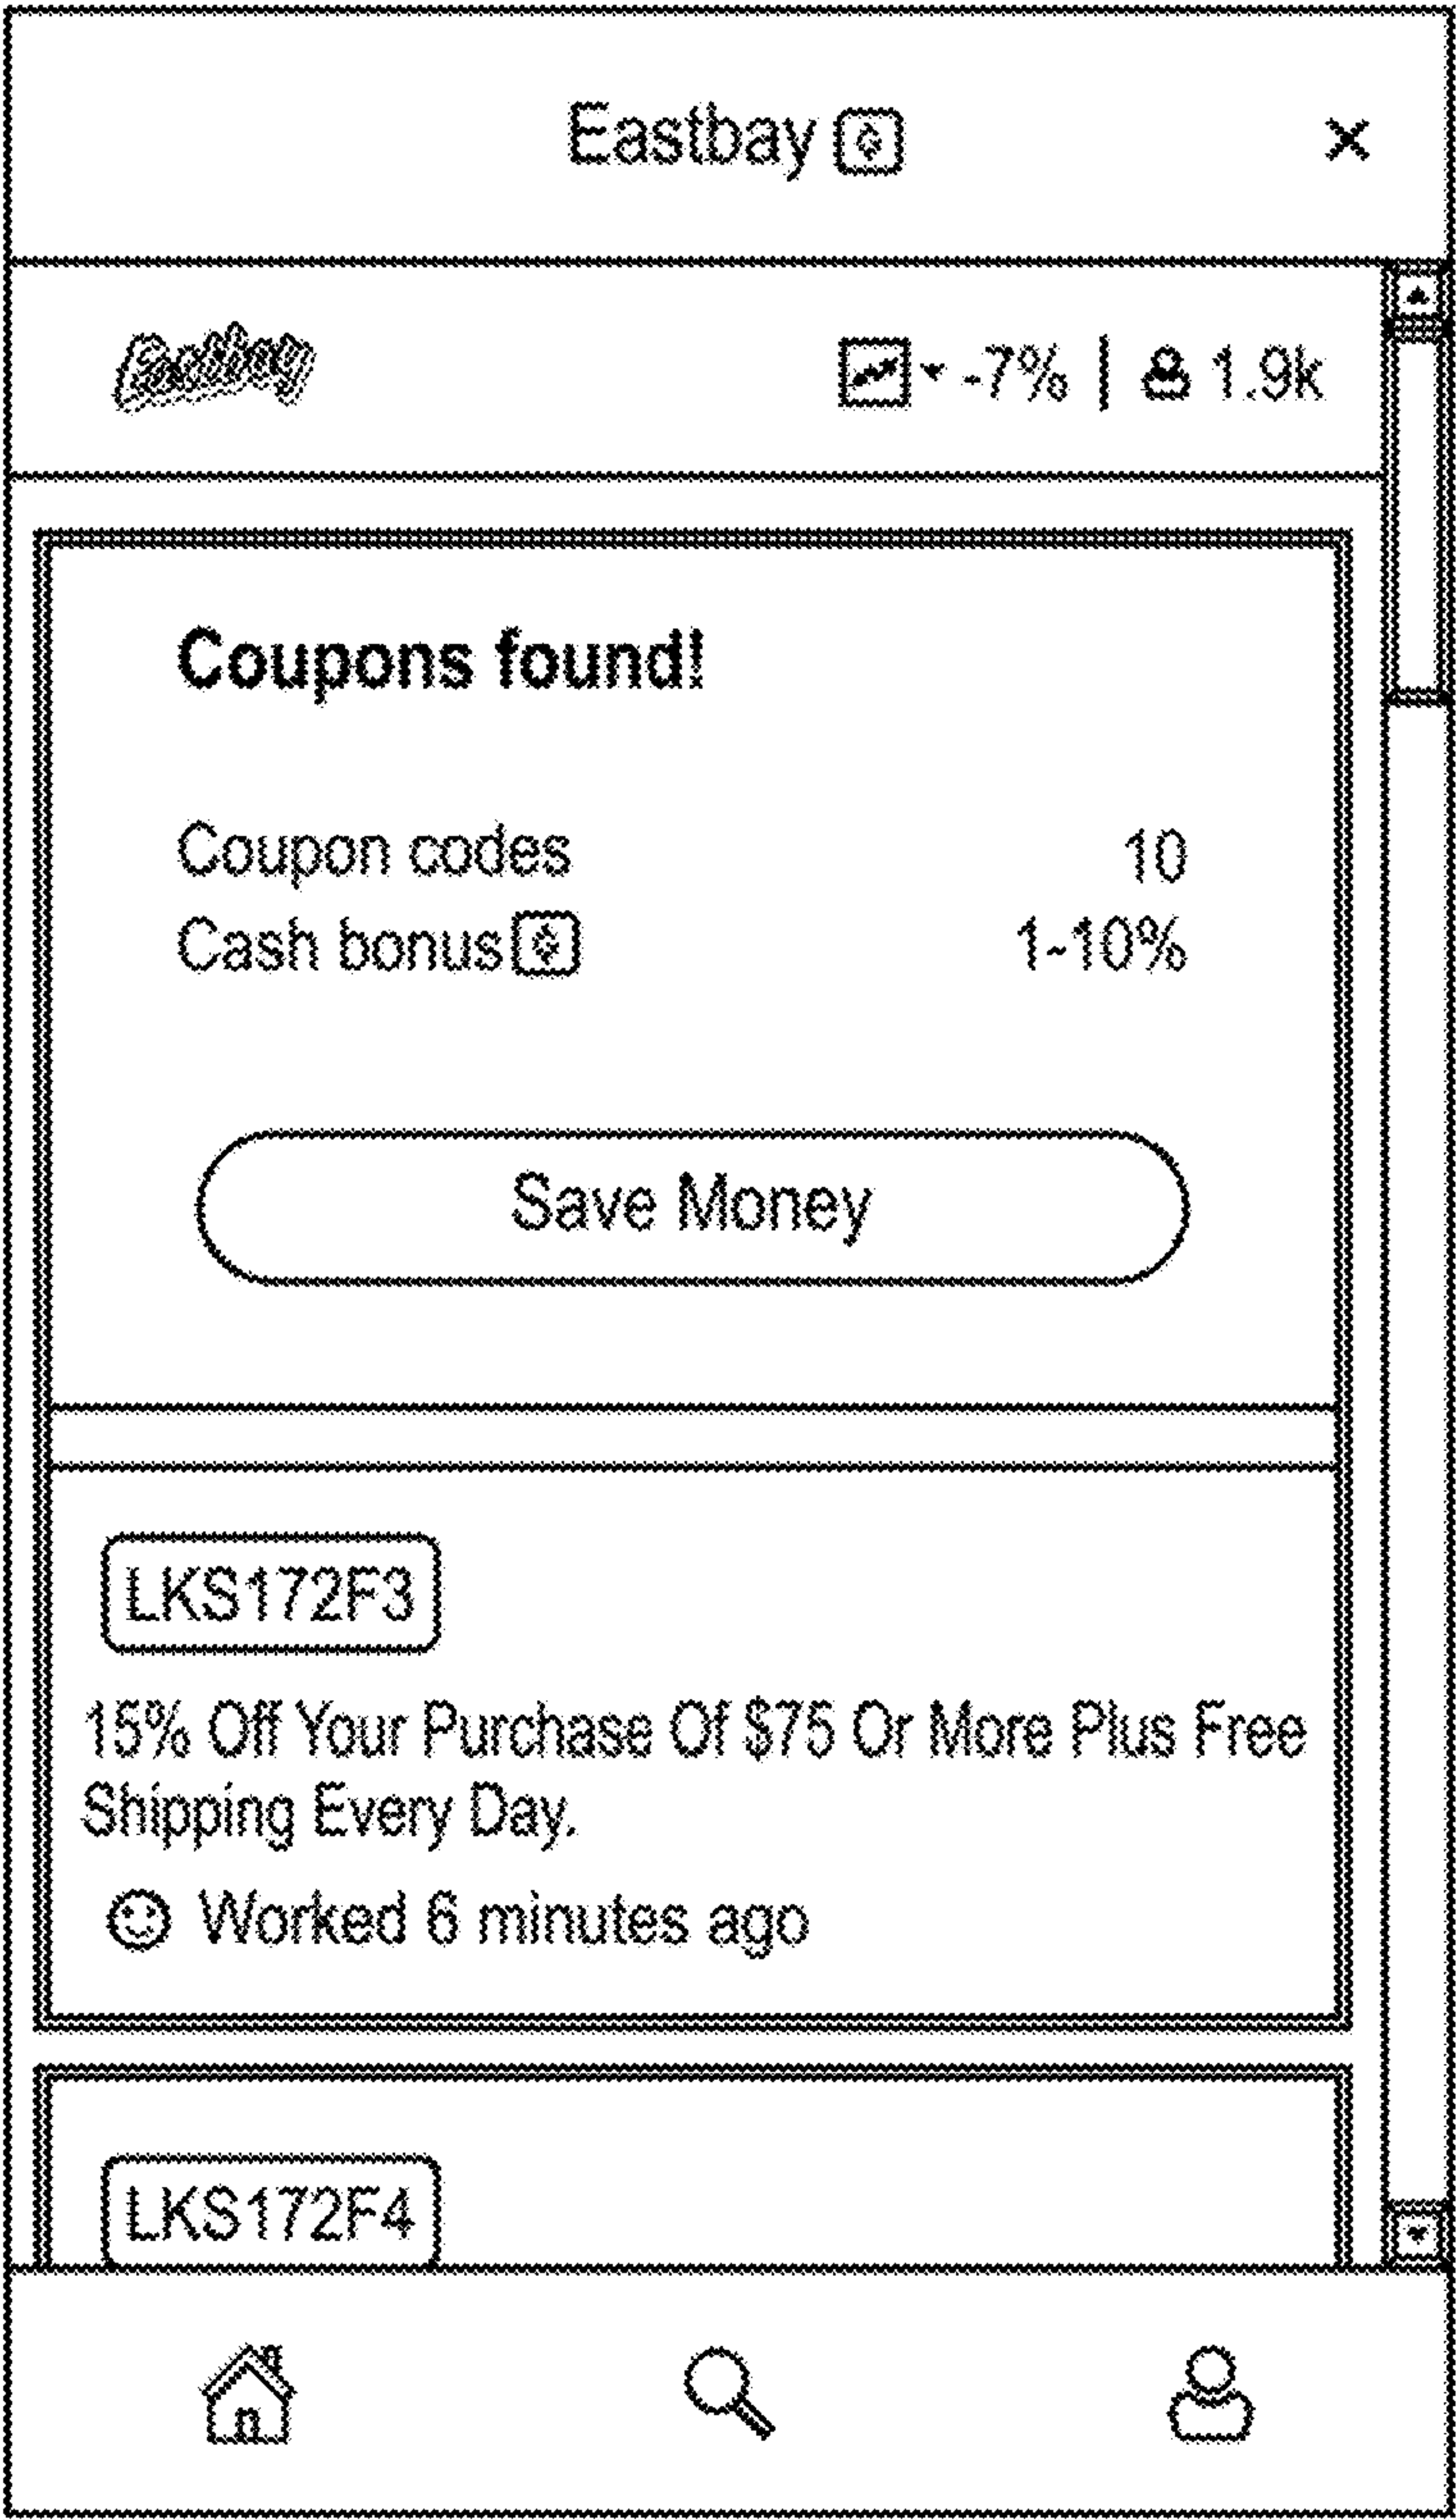 Eastbay
×
Eastbay
-7% | 1.9k
Coupons found!
Coupon codes 10
Cash bonus 1-10%
Save Money
LKS172F3
15% Off Your Purchase Of $75 Or More Plus Free
Shipping Every Day.
Worked 6 minutes ago
LKS172F4